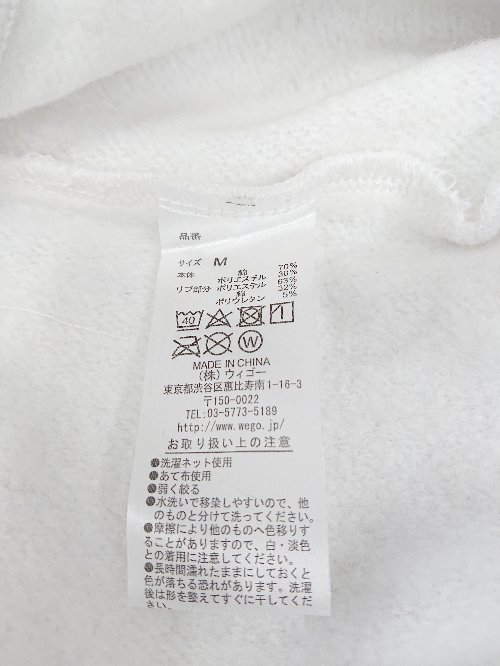 品番
サイズ M
本体 綿 70%
ポリエステル 30%
リブ部分 ポリエステル 63%
綿 32%
ポリウレタン 5%
40
W
MADE IN CHINA
(株)ウィゴー
東京都渋谷区恵比寿南1-16-3
〒150-0022
TEL:03-5773-5189
http://www.wego.jp/
お取り扱い上の注意
●洗濯ネット使用
●あて布使用
●弱く絞る
●水洗いで移染しやすいので、他
のものと分けて洗ってください。
●摩擦により他のものへ色移りす
ることがありますので、白・淡色
との着用に注意してください。
●長時間濡れたままにしておくと
色が落ちる恐れがあります。洗濯
後は形を整えてすぐに干してくだ